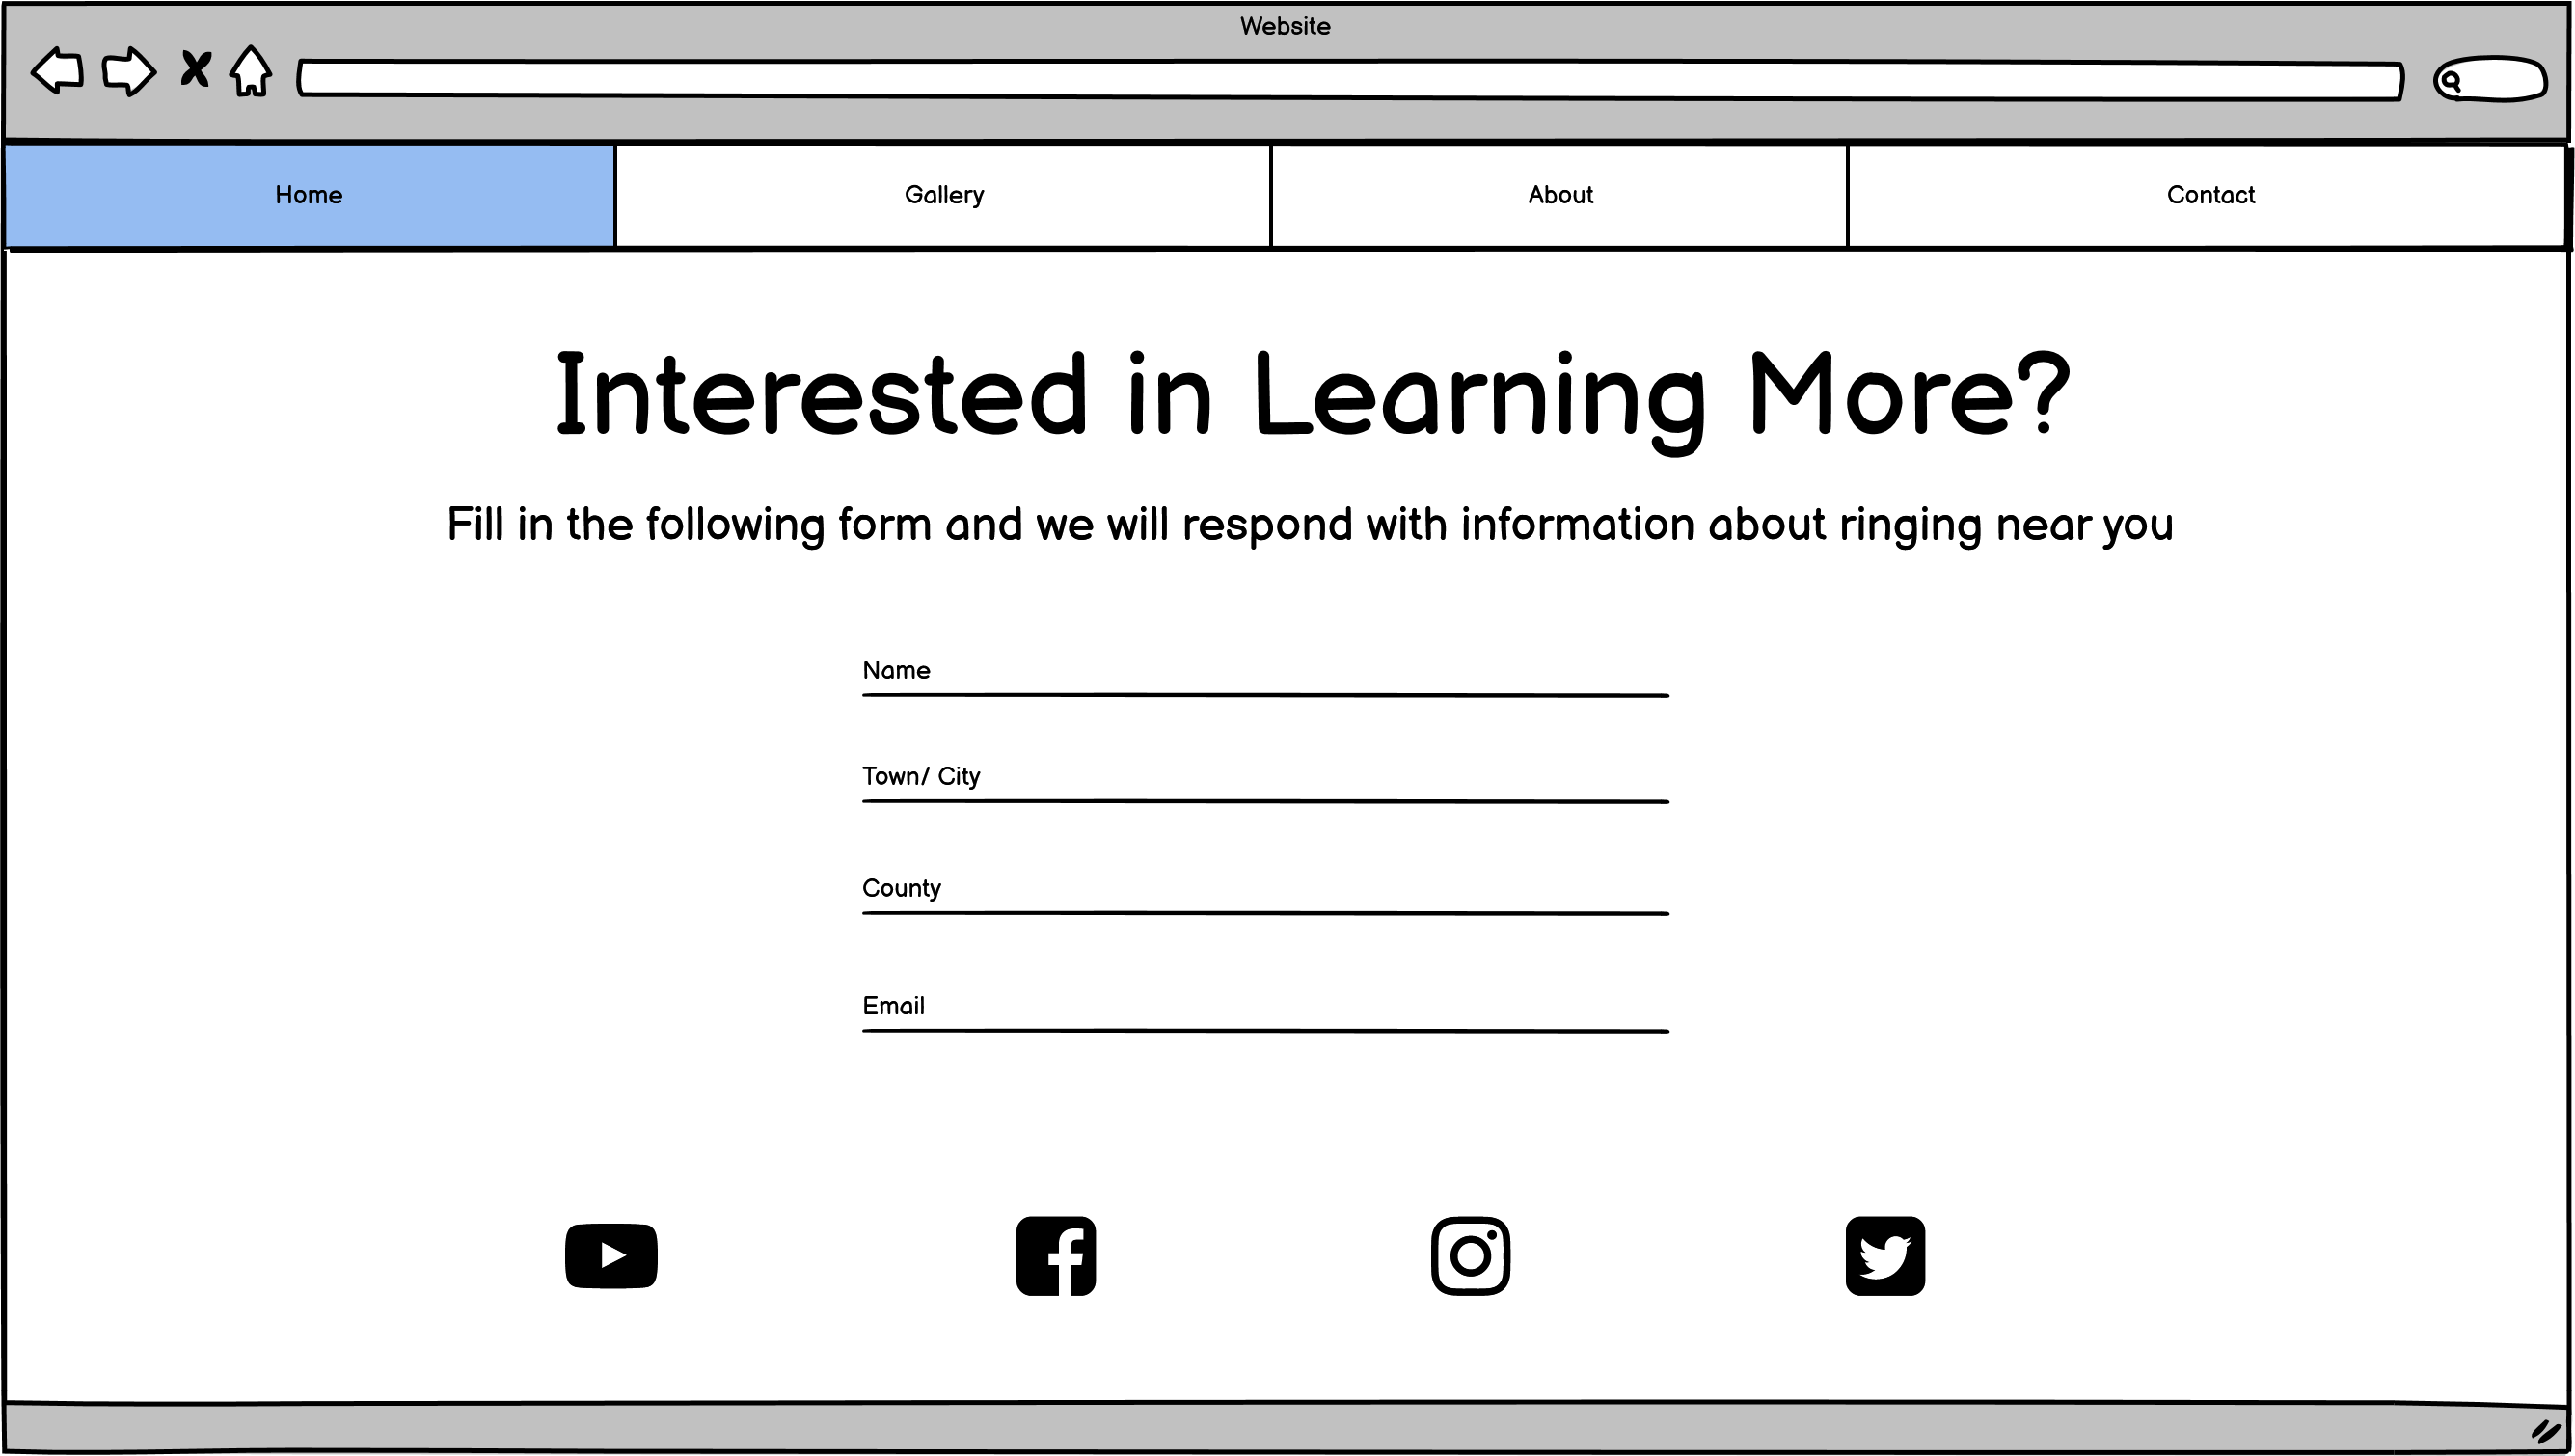 Website
Home Gallery About Contact
Interested in Learning More?
Fill in the following form and we will respond with information about ringing near you
Name
Town/ City
County
Email